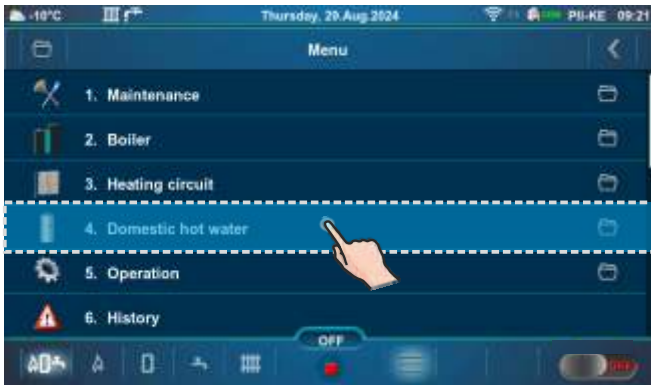 -10°C Thursday, 29.Aug.2024 PII-KE 09:21
Menu
1. Maintenance
2. Boiler
3. Heating circuit
4. Domestic hot water
5. Operation
6. History
OFF